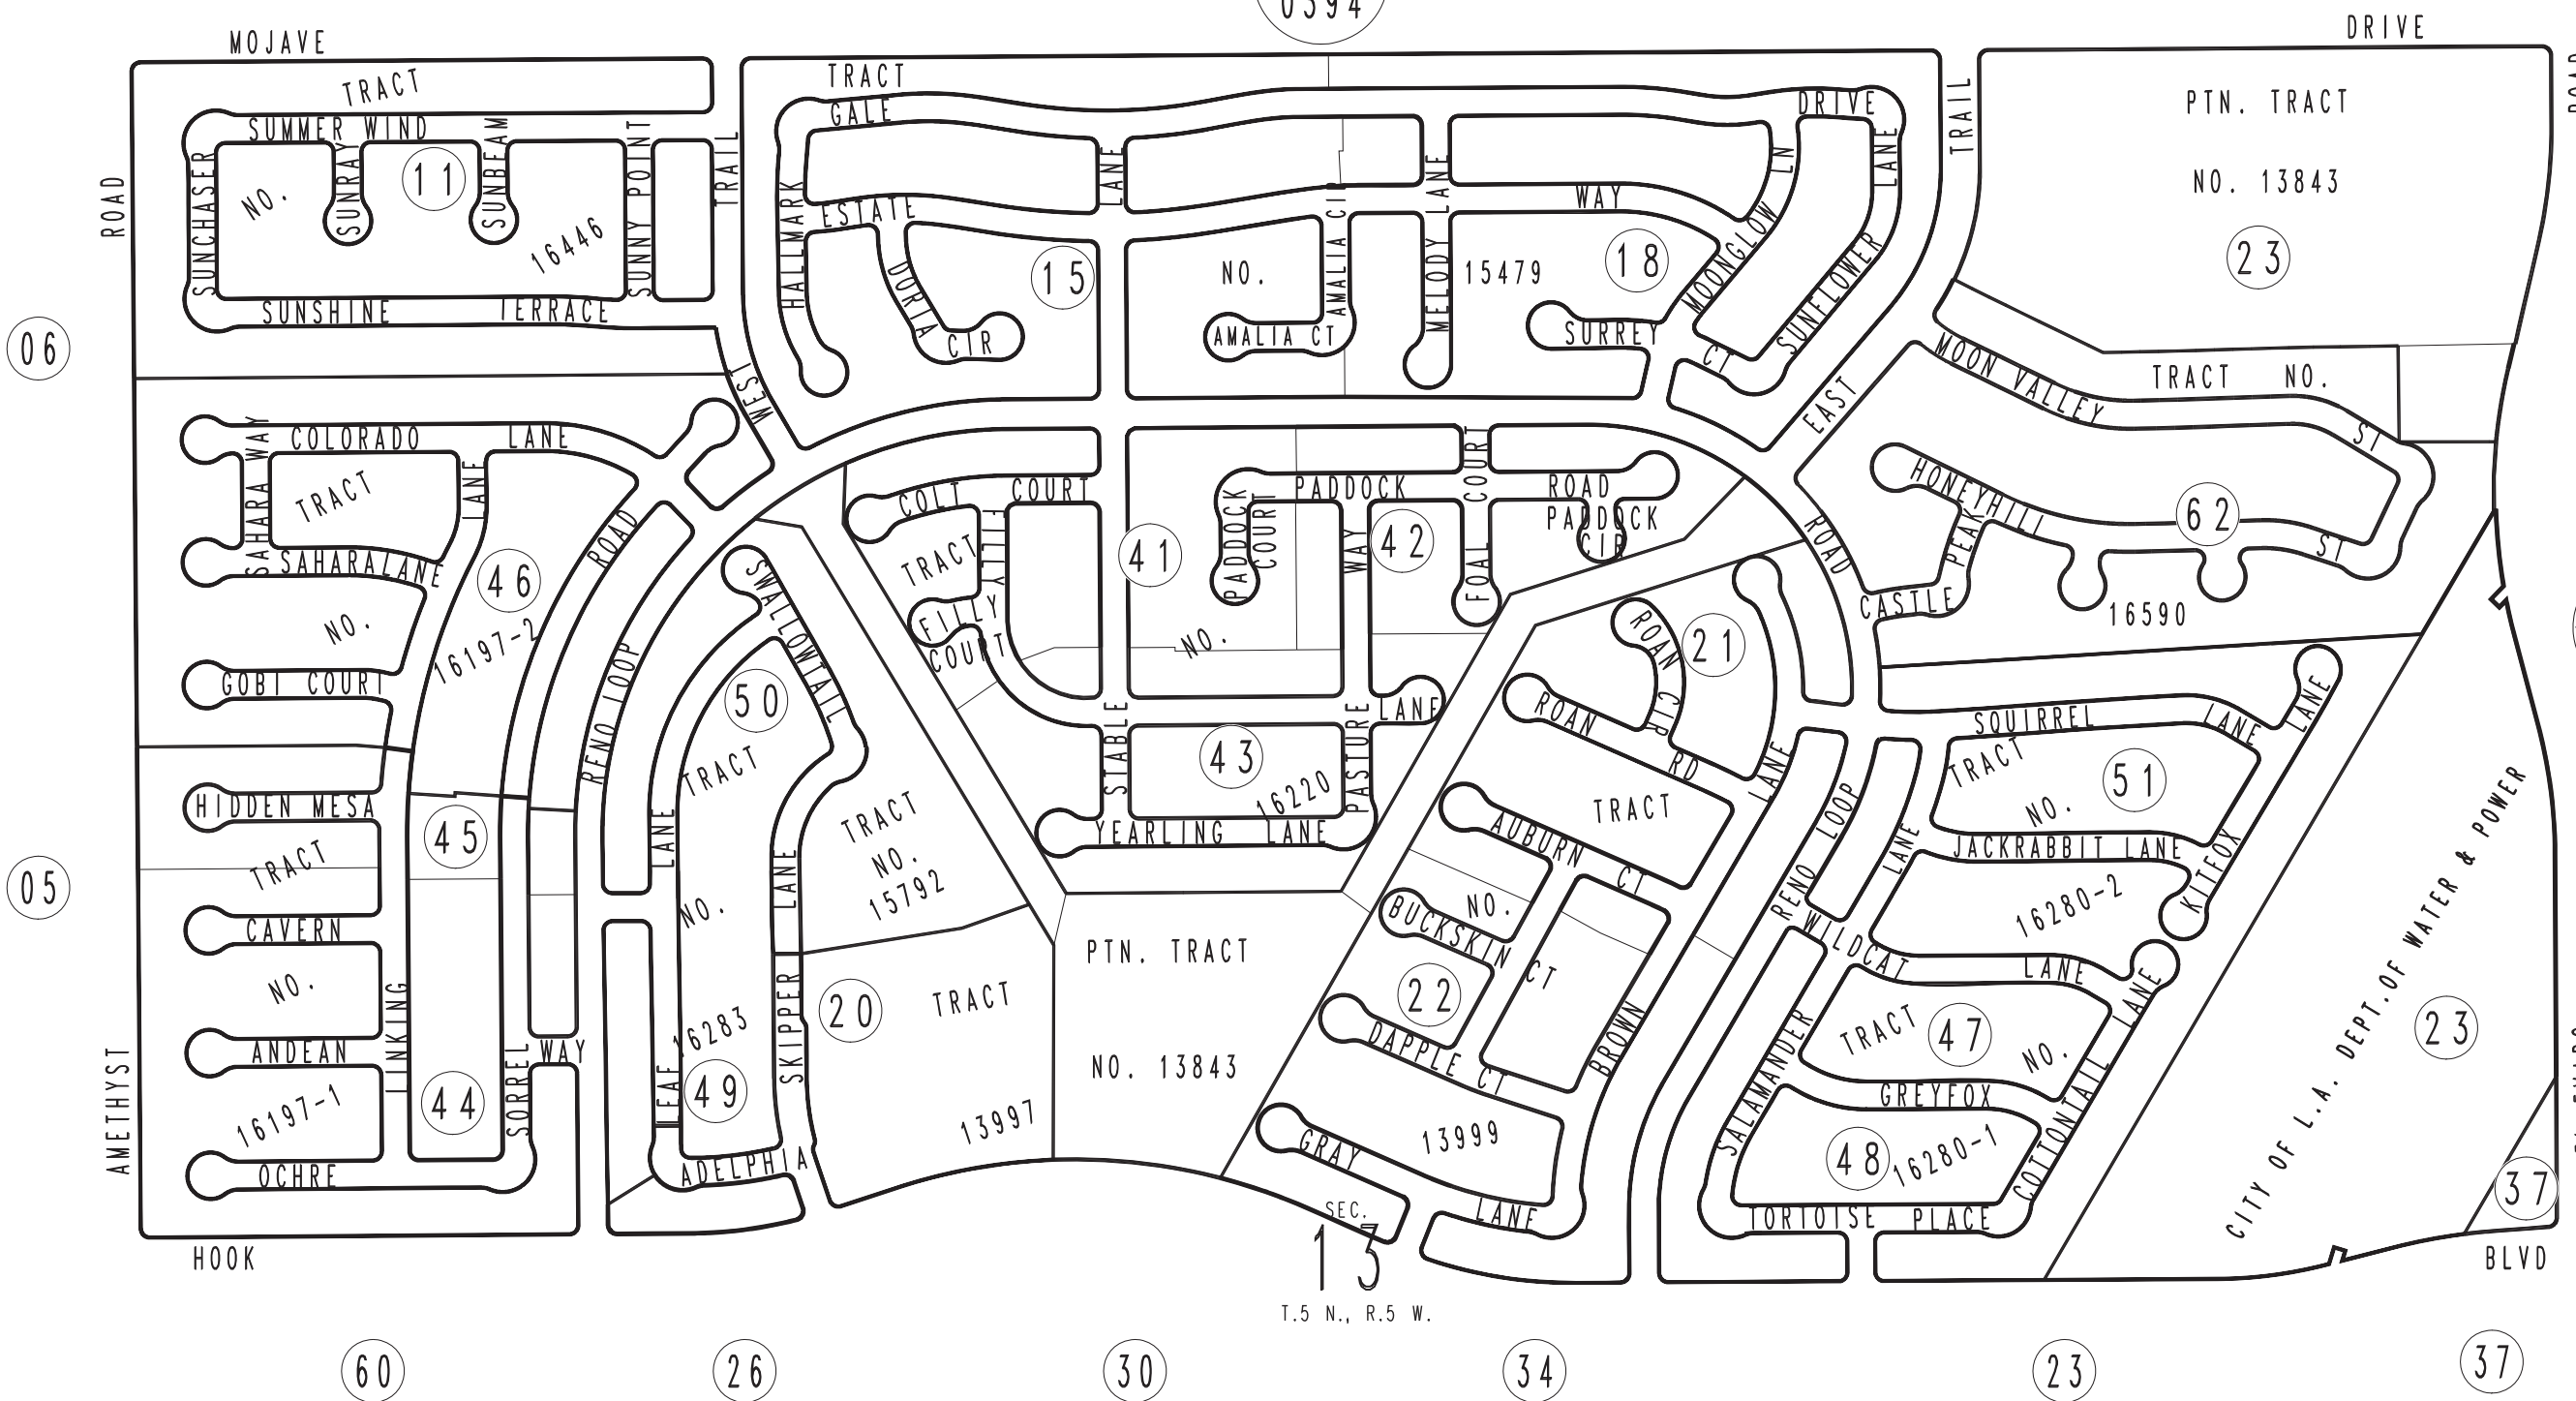 0394
MOJAVE
DRIVE
ROAD
TRAIL
TRACT
SUMMER WIND
SUNCHASER
SUNRAY
SUNBEAM
SUNNY POINT
11
NO.
16446
SUNSHINE TERRACE
TRACT
GALE
DRIVE
LANE
HALLMARK
ESTATE
WAY
DORIA
CIR
15
LANE
NO.
AMALIA CIR
AMALIA CT
MELODY LANE
15479
18
MOONGLOW LN
SUNFLOWER
SURREY
CT
TRAIL
PTN. TRACT
NO. 13843
23
06
WEST
EAST
MOON VALLEY
ST
TRACT NO.
HONEYHILL
ST
62
CASTLE
PEAK
16590
SAHARA WAY
COLORADO LANE
LANE
TRACT
SAHARA LANE
46
NO.
16197-2
ROAD
RENO LOOP
GOBI COURT
SWALLOWTAIL
50
TRACT
LANE
COLT COURT
TRACT
FILLY
FILLY
COURT
41
NO.
PADDOCK
COURT
PADDOCK
ROAD
42
WAY
FOAL
COURT
PADDOCK
CIR
ROAD
STABLE
LANE
43
PASTURE
16220
YEARLING LANE
21
ROAN
CIR
ROAN
RD
LANE
TRACT
SQUIRREL
LANE
LANE
TRACT
NO.
51
JACKRABBIT LANE
KITFOX
16280-2
RENO LOOP
LANE
HIDDEN MESA
45
TRACT
05
CAVERN
NO.
LINKING
ANDEAN
44
SORREL
WAY
16197-1
OCHRE
AMETHYST
HOOK
NO.
LANE
TRACT
NO.
15792
16283
LEAF
49
SKIPPER
ADELPHIA
20
TRACT
13997
PTN. TRACT
NO. 13843
AUBURN
CT
NO.
BUCKSKIN
CT
22
DAPPLE CT
BROWN
GRAY
13999
LANE
WILDCAT
LANE
SALAMANDER
TRACT
47
NO.
GREYFOX
48
16280-1
COTTONTAIL LANE
TORTOISE PLACE
CITY OF L.A. DEPT. OF WATER & POWER
23
37
BLVD
SEC.
13
T.5 N., R.5 W.
60
26
30
34
23
37